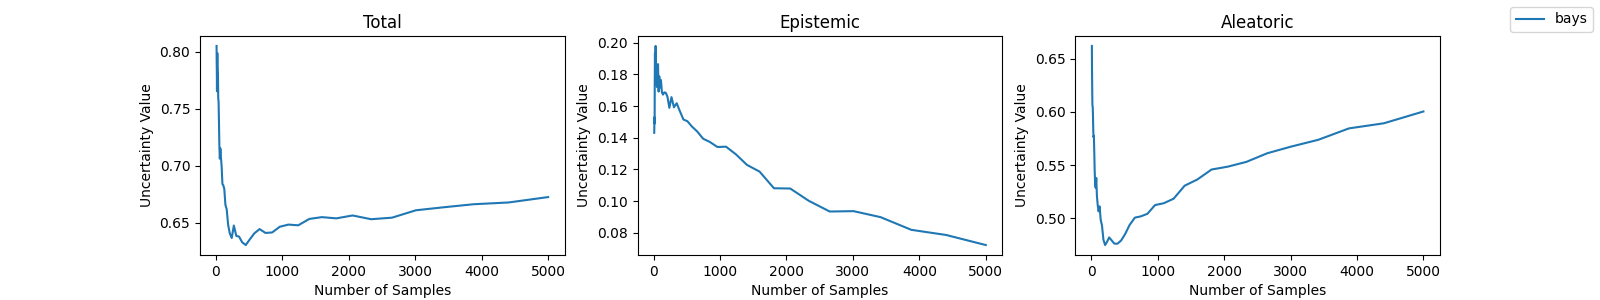 Total
Epistemic
Aleatoric
bays
Uncertainty Value
0.80
0.75
0.70
0.65
0 1000 2000 3000 4000 5000
Number of Samples
Uncertainty Value
0.20
0.18
0.16
0.14
0.12
0.10
0.08
0 1000 2000 3000 4000 5000
Number of Samples
Uncertainty Value
0.65
0.60
0.55
0.50
0 1000 2000 3000 4000 5000
Number of Samples